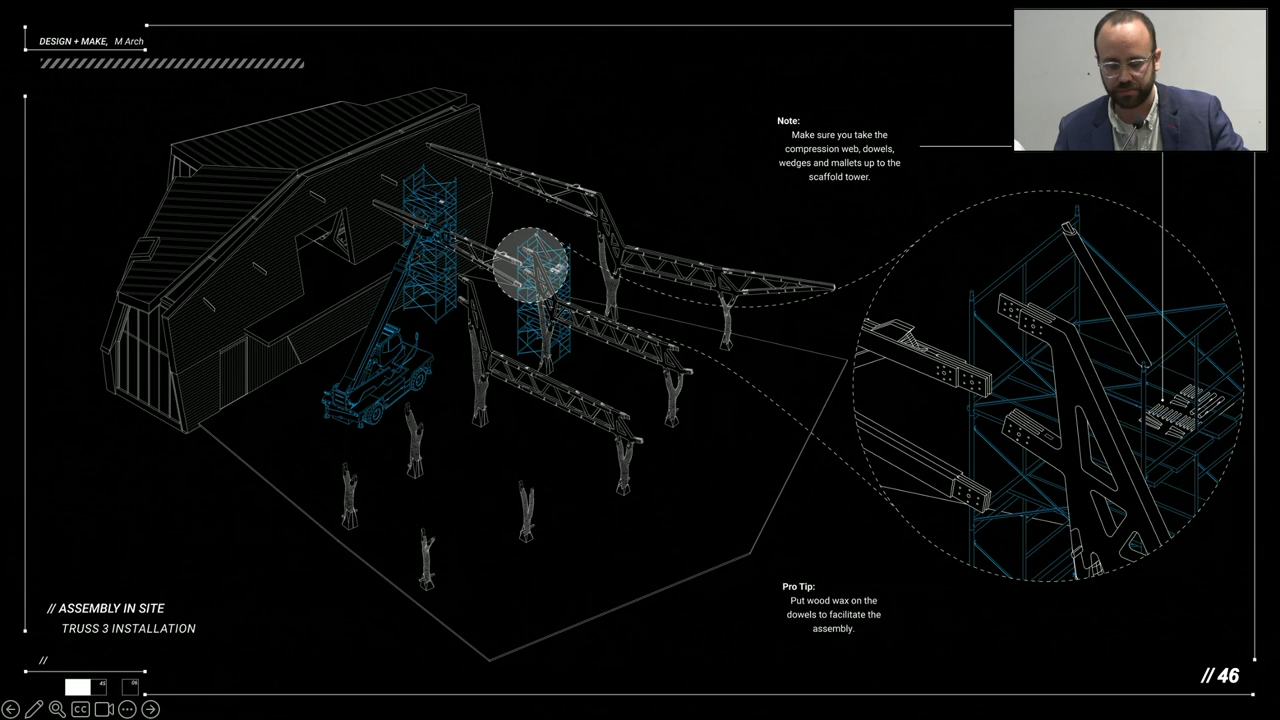 DESIGN + MAKE, M Arch
Note:
Make sure you take the
compression web, dowels,
wedges and mallets up to the
scaffold tower.
Pro Tip:
Put wood wax on the
dowels to facilitate the
assembly.
// ASSEMBLY IN SITE
TRUSS 3 INSTALLATION
//
45
// 46
CC